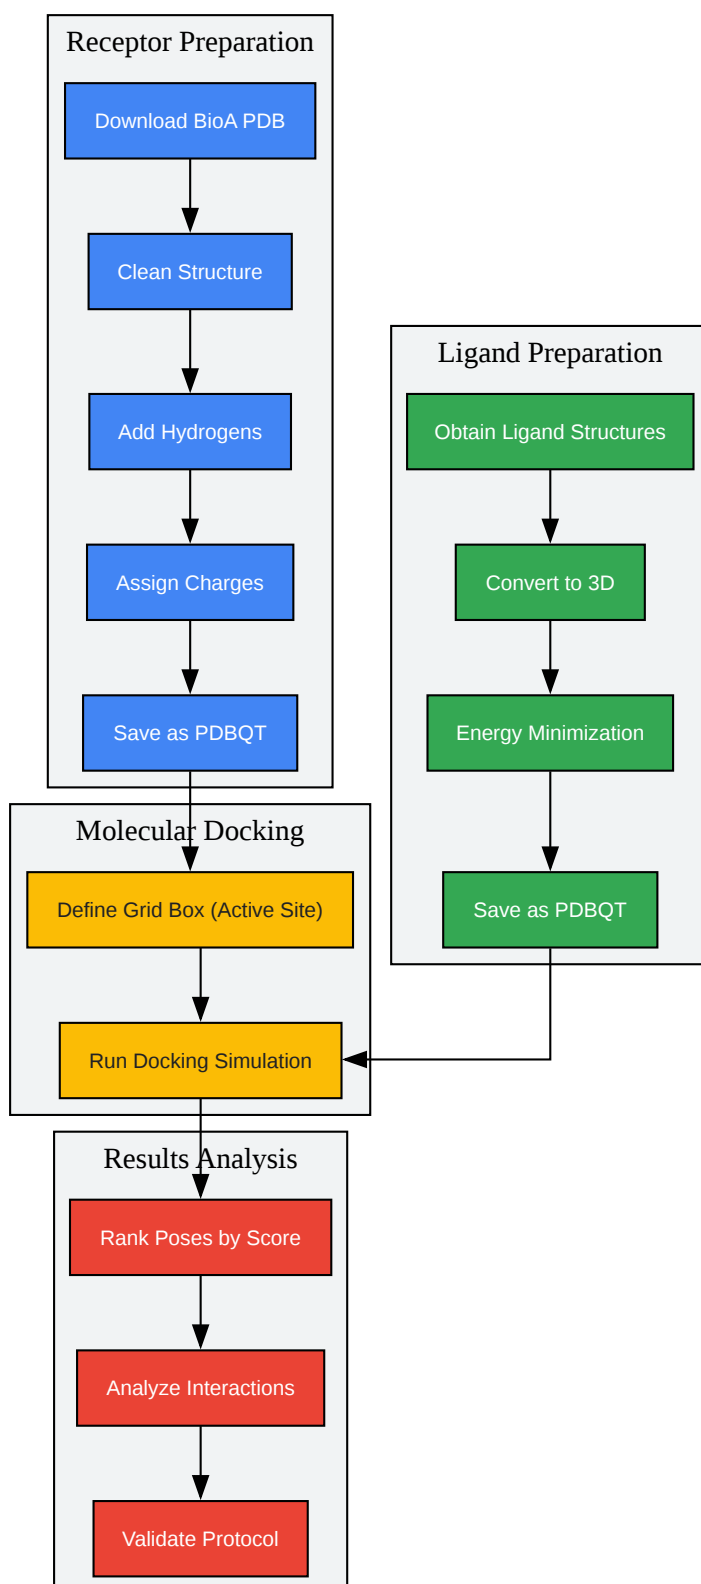 Receptor Preparation
Download BioA PDB
Clean Structure
Add Hydrogens
Assign Charges
Save as PDBQT
Ligand Preparation
Obtain Ligand Structures
Convert to 3D
Energy Minimization
Save as PDBQT
Molecular Docking
Define Grid Box (Active Site)
Run Docking Simulation
Results Analysis
Rank Poses by Score
Analyze Interactions
Validate Protocol